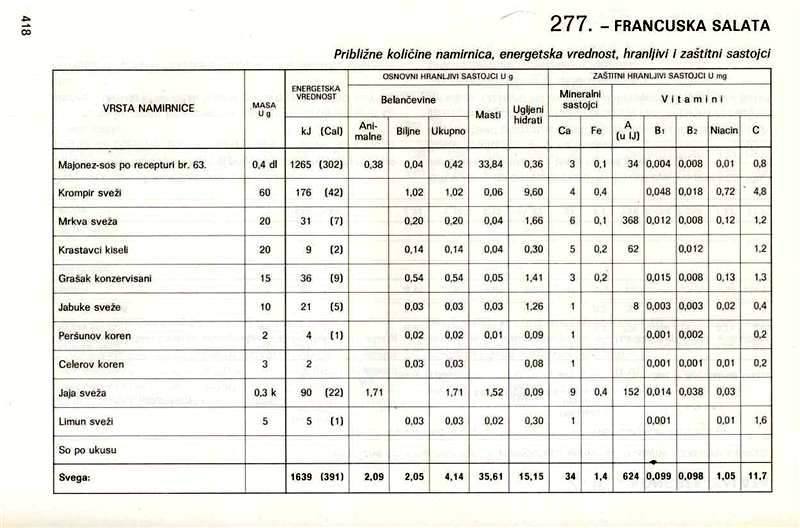 418
277. – FRANCUSKA SALATA
Približne količine namirnica, energetska vrednost, hranljivi i zaštitni sastojci
VRSTA NAMIRNICE MASA U g ENERGETSKA VREDNOST OSNOVNI HRANLJIVI SASTOJCI U g ZAŠTITNI HRANLJIVI SASTOJCI U mg
Belančevine Masti Ugljeni hidrati Mineralni sastojci Vitamini
kJ (Cal) Ani-malne Biljne Ukupno Ca Fe A (u IJ) B1 B2 Niacin C
Majonez-sos po recepturi br. 63. 0,4 dl 1265 (302) 0,38 0,04 0,42 33,84 0,36 3 0,1 34 0,004 0,008 0,01 0,8
Krompir sveži 60 176 (42) 1,02 1,02 0,06 9,60 4 0,4 0,048 0,018 0,72 4,8
Mrkva sveža 20 31 (7) 0,20 0,20 0,04 1,66 6 0,1 368 0,012 0,008 0,12 1,2
Krastavci kiseli 20 9 (2) 0,14 0,14 0,04 0,30 5 0,2 62 0,012 1,2
Grašak konzervisani 15 36 (9) 0,54 0,54 0,05 1,41 3 0,2 0,015 0,008 0,13 1,3
Jabuke sveže 10 21 (5) 0,03 0,03 0,03 1,26 1 8 0,003 0,003 0,02 0,4
Peršunov koren 2 4 (1) 0,02 0,02 0,01 0,09 1 0,001 0,002 0,2
Celerov koren 3 2 0,03 0,03 0,08 1 0,001 0,001 0,01 0,2
Jaja sveža 0,3 k 90 (22) 1,71 1,71 1,52 0,09 9 0,4 152 0,014 0,038 0,03
Limun sveži 5 5 (1) 0,03 0,03 0,02 0,30 1 0,001 0,01 1,6
So po ukusu
Svega: 1639 (391) 2,09 2,05 4,14 35,61 15,15 34 1,4 624 0,099 0,098 1,05 11,7